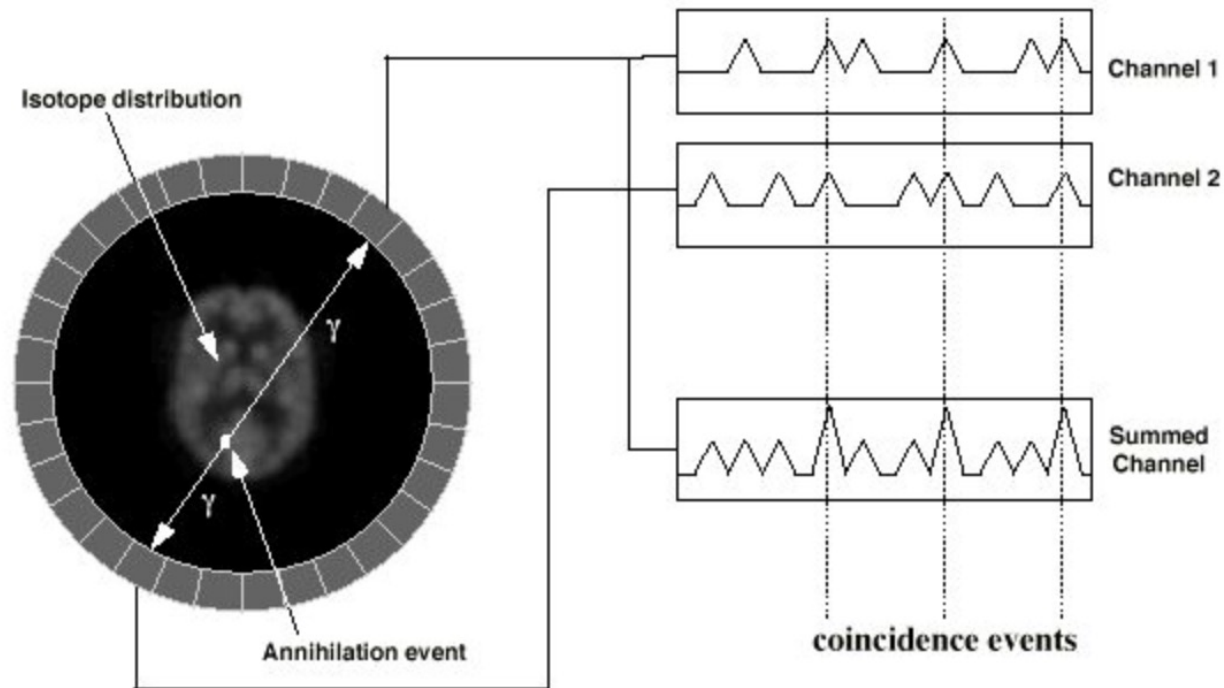 Isotope distribution
γ
γ
Annihilation event
Channel 1
Channel 2
Summed
Channel
coincidence events